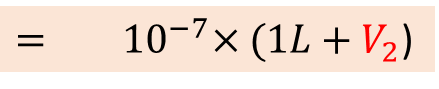 = 10⁻⁷ × (1L + V₂)